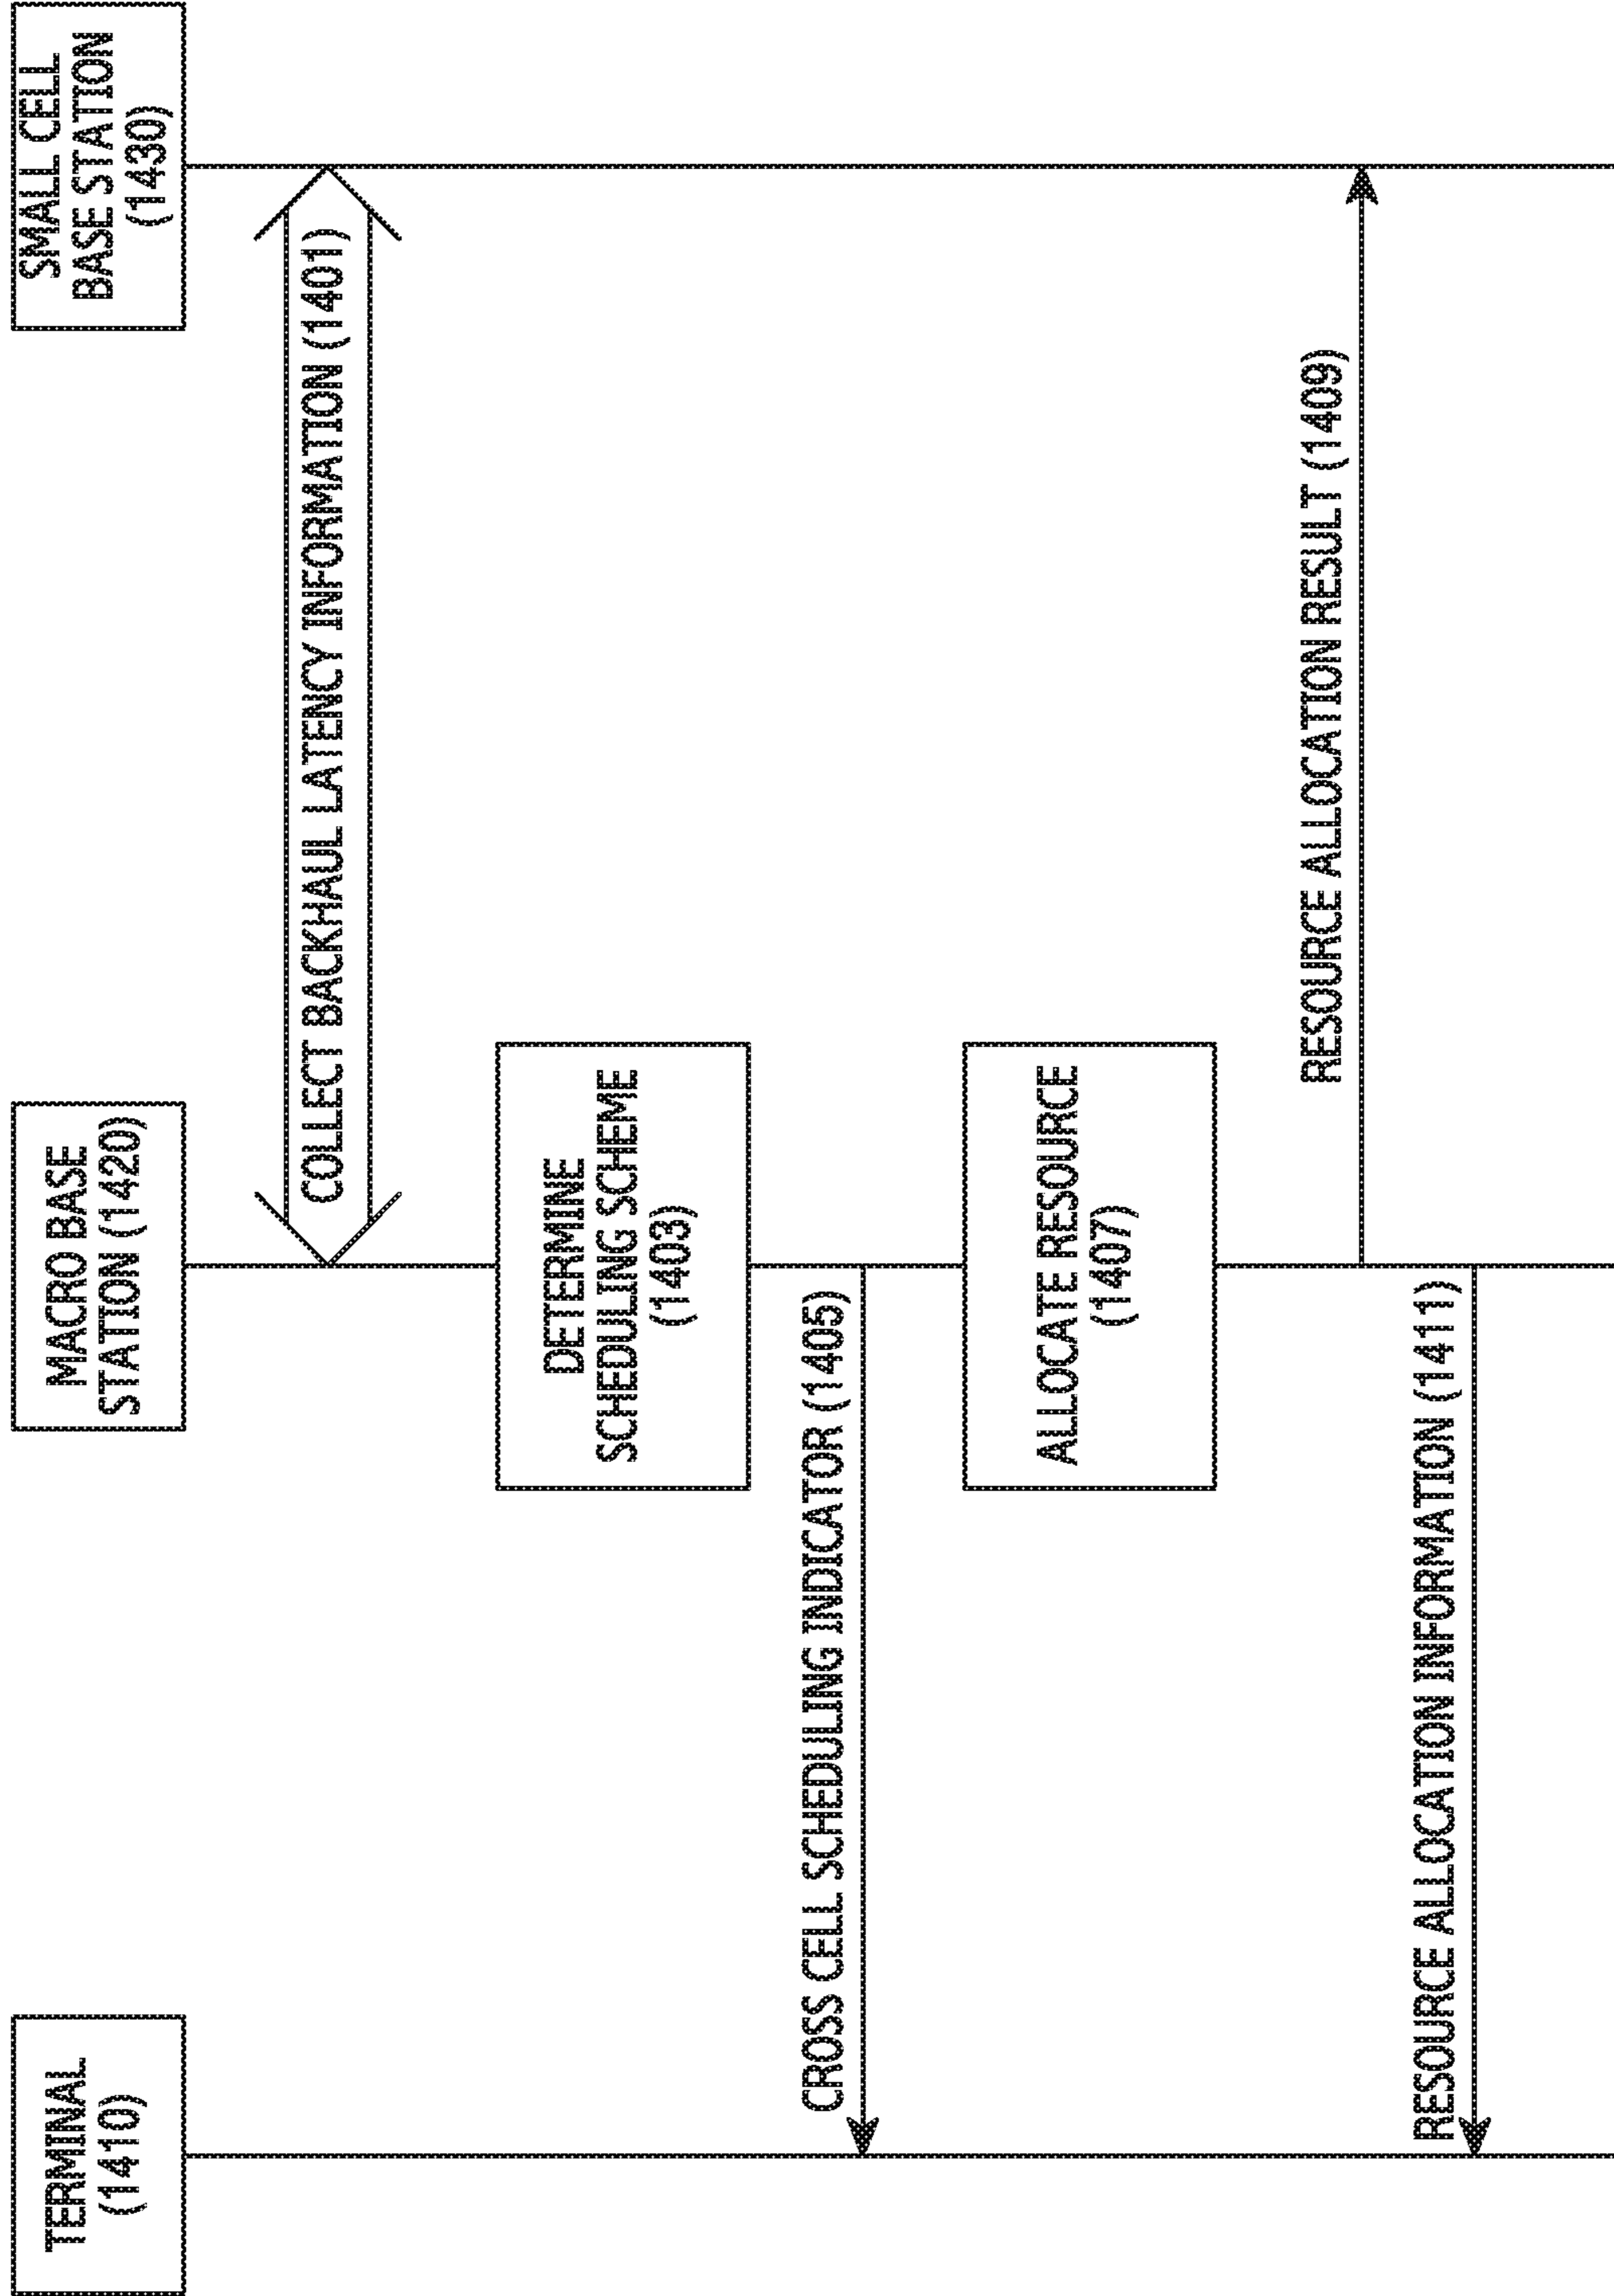 TERMINAL
(1410)
MACRO BASE
STATION (1420)
SMALL CELL
BASE STATION
(1430)
COLLECT BACKHAUL LATENCY INFORMATION (1401)
DETERMINE
SCHEDULING SCHEME
(1403)
CROSS CELL SCHEDULING INDICATOR (1405)
ALLOCATE RESOURCE
(1407)
RESOURCE ALLOCATION RESULT (1409)
RESOURCE ALLOCATION INFORMATION (1411)